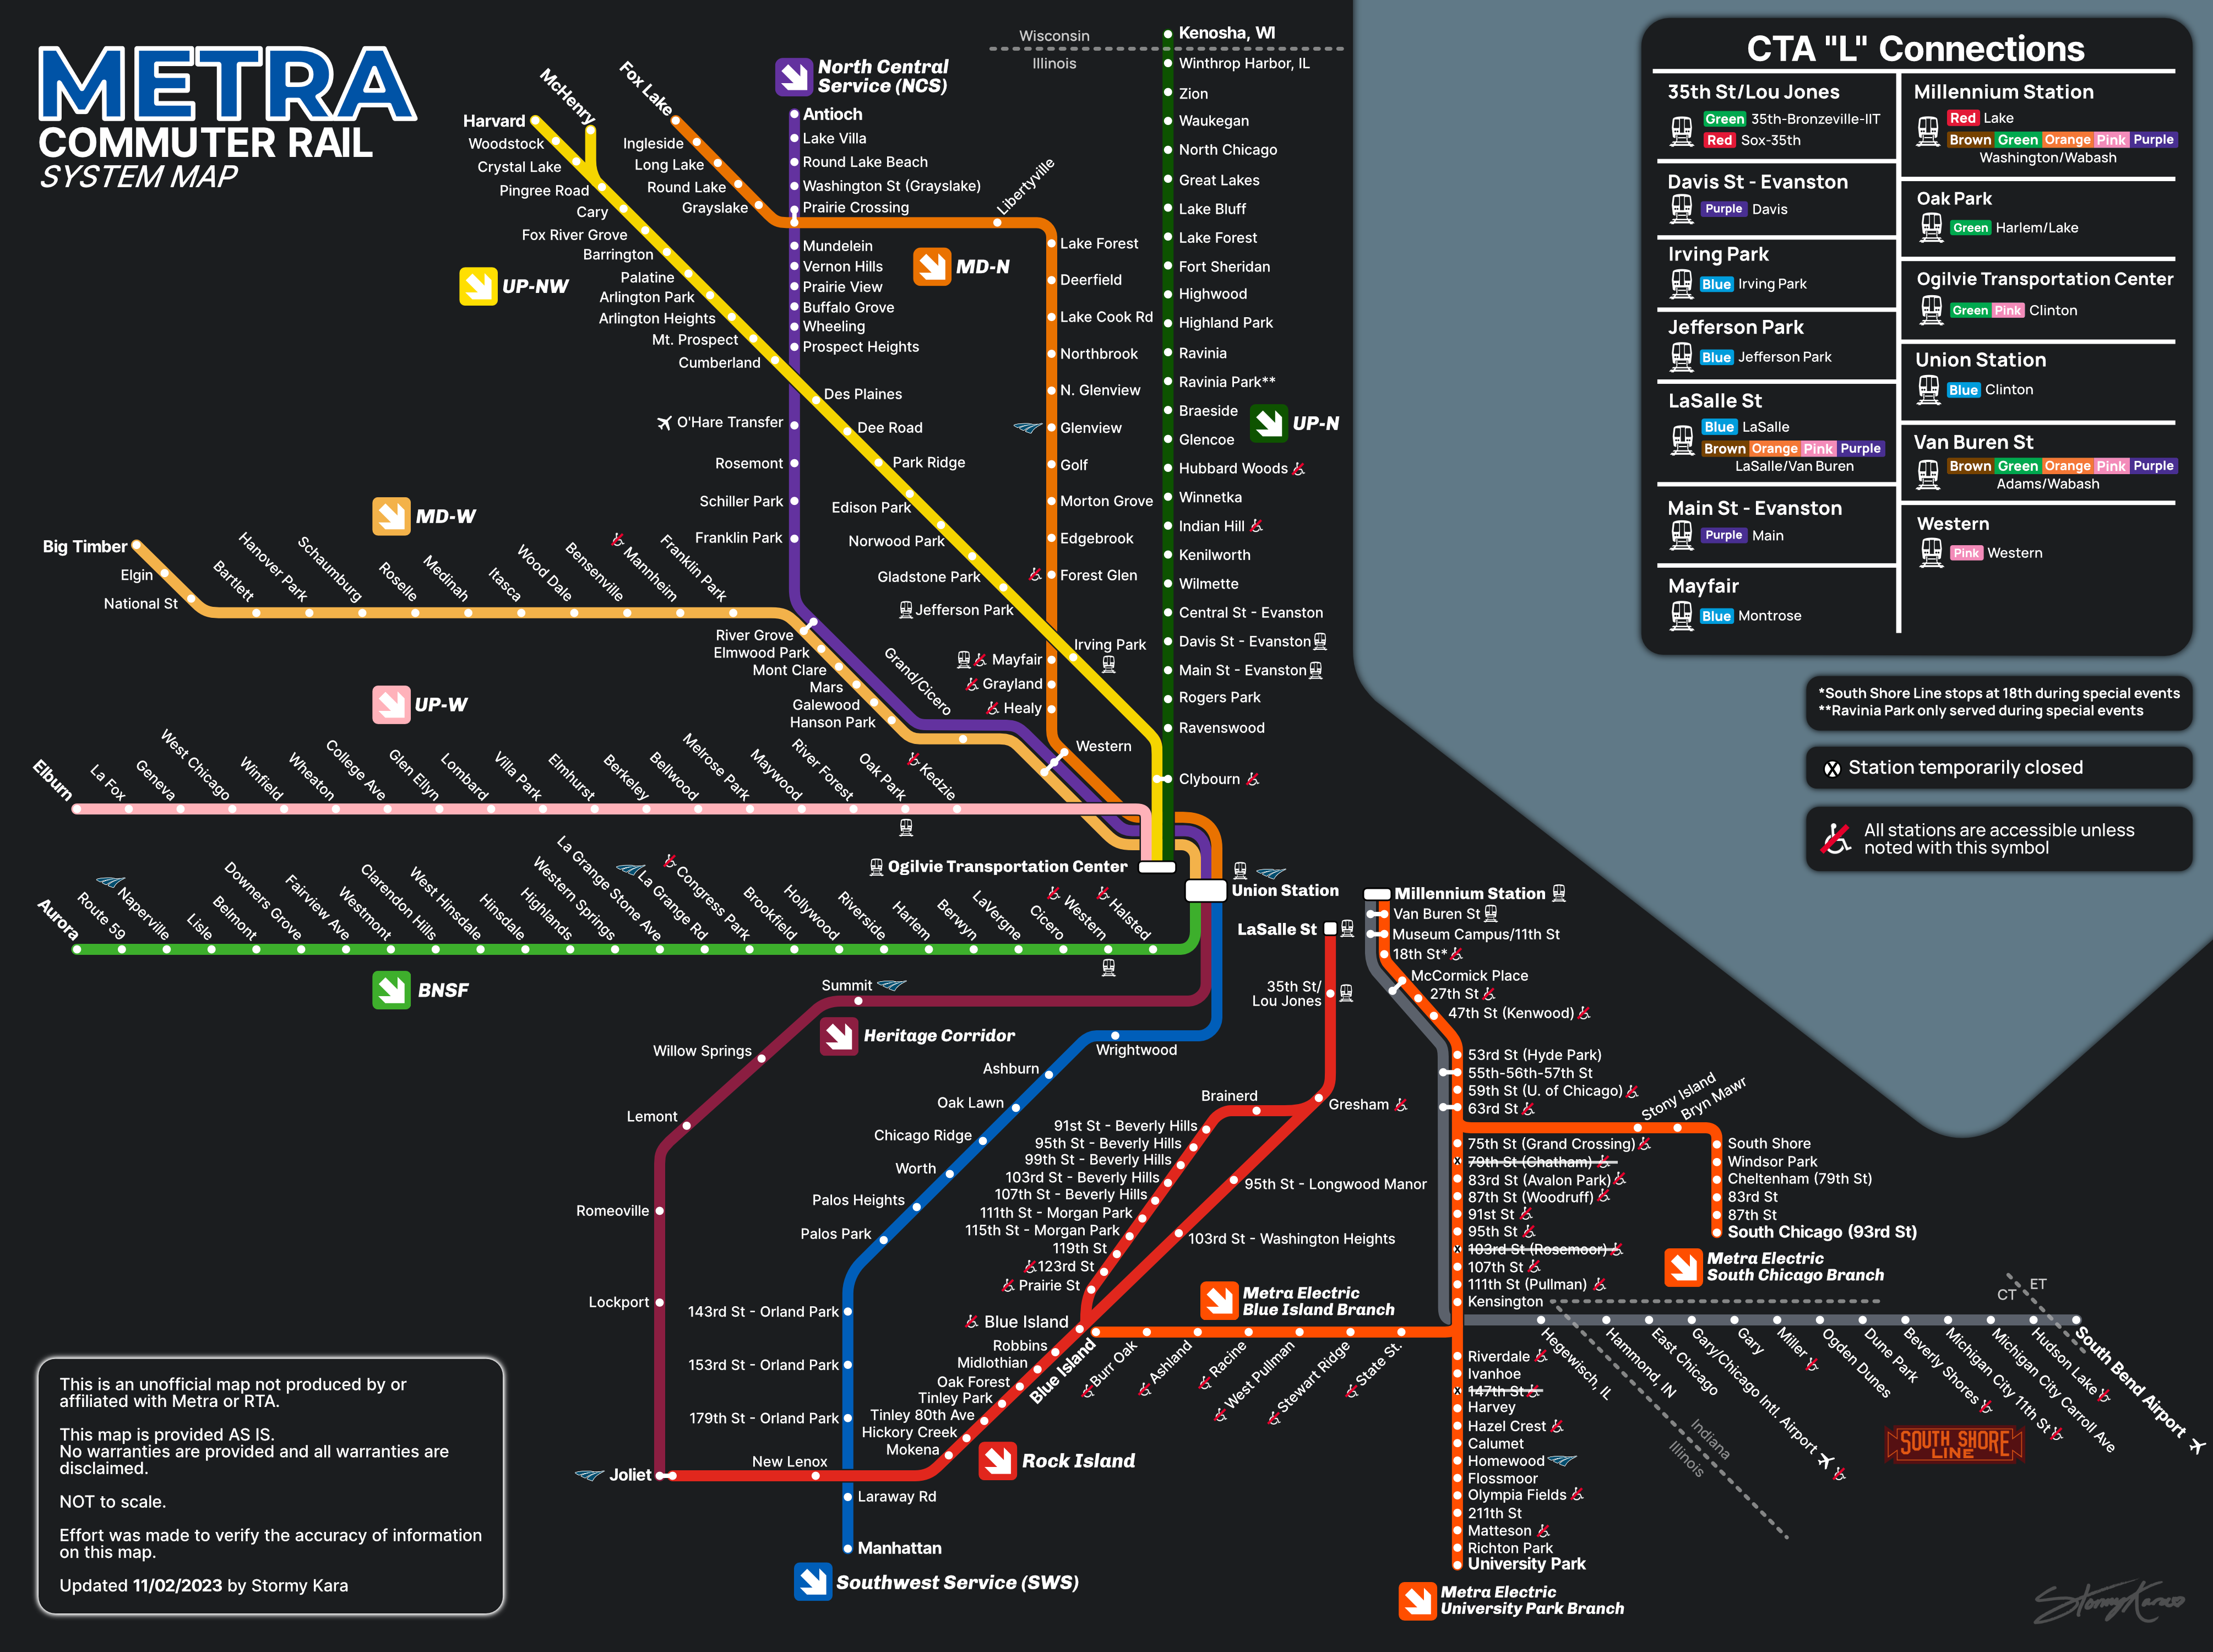 METRA
COMMUTER RAIL
SYSTEM MAP
Wisconsin
Illinois
North Central
Service (NCS)
Antioch
Lake Villa
Round Lake Beach
Washington St (Grayslake)
Prairie Crossing
Mundelein
Vernon Hills
Prairie View
Buffalo Grove
Wheeling
Prospect Heights
O'Hare Transfer
Rosemont
Schiller Park
Franklin Park
UP-NW
McHenry
Harvard
Woodstock
Crystal Lake
Pingree Road
Cary
Fox River Grove
Barrington
Palatine
Arlington Park
Arlington Heights
Mt. Prospect
Cumberland
Des Plaines
Dee Road
Park Ridge
Edison Park
Norwood Park
Gladstone Park
Jefferson Park
Irving Park
MD-N
Fox Lake
Ingleside
Long Lake
Round Lake
Grayslake
Libertyville
Lake Forest
Deerfield
Lake Cook Rd
Northbrook
N. Glenview
Glenview
Golf
Morton Grove
Edgebrook
Forest Glen
Mayfair
Grayland
Healy
Western
UP-N
Kenosha, WI
Winthrop Harbor, IL
Zion
Waukegan
North Chicago
Great Lakes
Lake Bluff
Lake Forest
Fort Sheridan
Highwood
Highland Park
Ravinia
Ravinia Park**
Braeside
Glencoe
Hubbard Woods
Winnetka
Indian Hill
Kenilworth
Wilmette
Central St - Evanston
Davis St - Evanston
Main St - Evanston
Rogers Park
Ravenswood
Clybourn
MD-W
Big Timber
Elgin
National St
Bartlett
Hanover Park
Schaumburg
Roselle
Medinah
Itasca
Wood Dale
Bensenville
Mannheim
Franklin Park
River Grove
Elmwood Park
Mont Clare
Mars
Galewood
Hanson Park
Grand/Cicero
UP-W
Elburn
La Fox
Geneva
West Chicago
Winfield
Wheaton
College Ave
Glen Ellyn
Lombard
Villa Park
Elmhurst
Berkeley
Bellwood
Melrose Park
Maywood
River Forest
Oak Park
Kedzie
Ogilvie Transportation Center
Union Station
BNSF
Aurora
Route 59
Naperville
Lisle
Belmont
Downers Grove
Fairview Ave
Westmont
Clarendon Hills
West Hinsdale
Hinsdale
Highlands
Western Springs
La Grange Stone Ave
La Grange Rd
Congress Park
Brookfield
Hollywood
Riverside
Harlem
Berwyn
LaVergne
Cicero
Western
Halsted
Heritage Corridor
Summit
Willow Springs
Lemont
Romeoville
Lockport
Joliet
Wrightwood
Ashburn
Oak Lawn
Chicago Ridge
Worth
Palos Heights
Palos Park
143rd St - Orland Park
153rd St - Orland Park
179th St - Orland Park
Laraway Rd
Manhattan
Southwest Service (SWS)
LaSalle St
35th St/
Lou Jones
Gresham
Brainerd
91st St - Beverly Hills
95th St - Beverly Hills
99th St - Beverly Hills
103rd St - Beverly Hills
107th St - Beverly Hills
111th St - Morgan Park
115th St - Morgan Park
119th St
123rd St
Prairie St
Blue Island
95th St - Longwood Manor
103rd St - Washington Heights
Robbins
Midlothian
Oak Forest
Tinley Park
Tinley 80th Ave
Hickory Creek
Mokena
New Lenox
Rock Island
Millennium Station
Van Buren St
Museum Campus/11th St
18th St*
McCormick Place
27th St
47th St (Kenwood)
53rd St (Hyde Park)
55th-56th-57th St
59th St (U. of Chicago)
63rd St
75th St (Grand Crossing)
79th St (Chatham)
83rd St (Avalon Park)
87th St (Woodruff)
91st St
95th St
103rd St (Rosemoor)
107th St
111th St (Pullman)
Kensington
Riverdale
Ivanhoe
147th St
Harvey
Hazel Crest
Calumet
Homewood
Flossmoor
Olympia Fields
211th St
Matteson
Richton Park
University Park
Metra Electric
University Park Branch
Stony Island
Bryn Mawr
South Shore
Windsor Park
Cheltenham (79th St)
83rd St
87th St
South Chicago (93rd St)
Metra Electric
South Chicago Branch
Metra Electric
Blue Island Branch
Blue Island
Burr Oak
Ashland
Racine
West Pullman
Stewart Ridge
State St.
Hegewisch, IL
Hammond, IN
East Chicago
Gary/Chicago Intl. Airport
Gary
Miller
Ogden Dunes
Dune Park
Beverly Shores
Michigan City 11th St
Michigan City Carroll Ave
Hudson Lake
South Bend Airport
CT
ET
Indiana
Illinois
SOUTH SHORE
LINE
CTA "L" Connections
35th St/Lou Jones
Green 35th-Bronzeville-IIT
Red Sox-35th
Davis St - Evanston
Purple Davis
Irving Park
Blue Irving Park
Jefferson Park
Blue Jefferson Park
LaSalle St
Blue LaSalle
Brown Orange Pink Purple
LaSalle/Van Buren
Main St - Evanston
Purple Main
Mayfair
Blue Montrose
Millennium Station
Red Lake
Brown Green Orange Pink Purple
Washington/Wabash
Oak Park
Green Harlem/Lake
Ogilvie Transportation Center
Green Pink Clinton
Union Station
Blue Clinton
Van Buren St
Brown Green Orange Pink Purple
Adams/Wabash
Western
Pink Western
*South Shore Line stops at 18th during special events
**Ravinia Park only served during special events
Station temporarily closed
All stations are accessible unless
noted with this symbol
This is an unofficial map not produced by or
affiliated with Metra or RTA.
This map is provided AS IS.
No warranties are provided and all warranties are
disclaimed.
NOT to scale.
Effort was made to verify the accuracy of information
on this map.
Updated 11/02/2023 by Stormy Kara